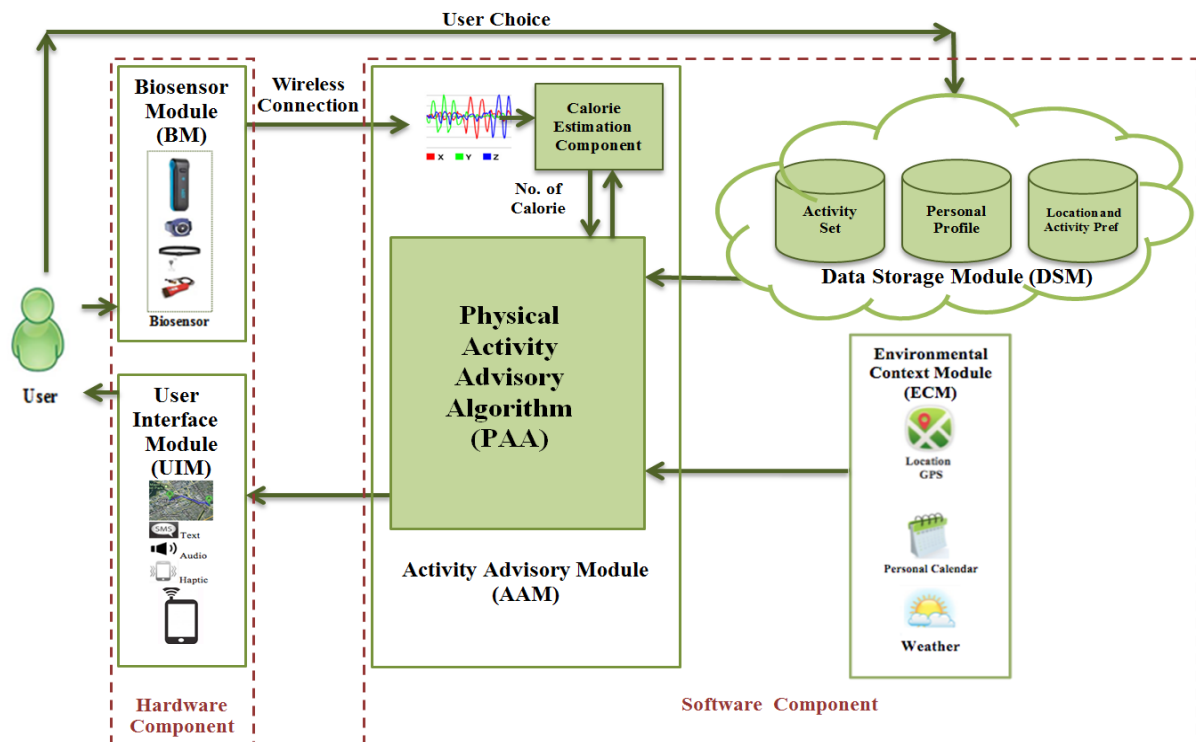 User Choice
Biosensor
Module
(BM)
Biosensor
Wireless
Connection
X Y Z
Calorie
Estimation
Component
No. of
Calorie
Activity
Set
Personal
Profile
Location and
Activity Pref
Data Storage Module (DSM)
Physical
Activity
Advisory
Algorithm
(PAA)
Activity Advisory Module
(AAM)
User
User
Interface
Module
(UIM)
SMS
Text
Audio
Haptic
Environmental
Context Module
(ECM)
Location
GPS
Personal Calendar
Weather
Hardware
Component
Software Component